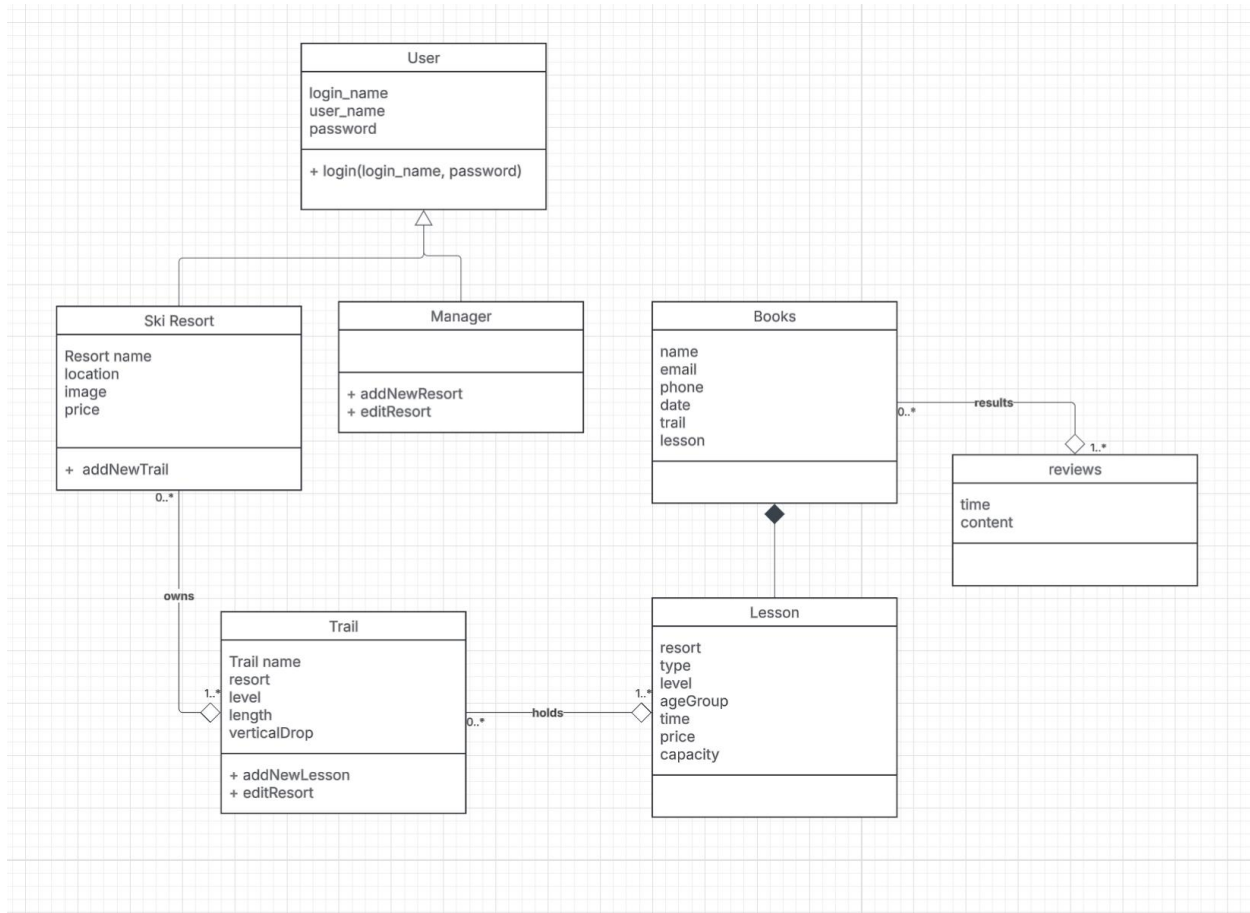 User
login_name
user_name
password
+ login(login_name, password)
Ski Resort
Resort name
location
image
price
+ addNewTrail
0..*
Manager
+ addNewResort
+ editResort
Books
name
email
phone
date
trail
lesson
0..*
results
1..*
reviews
time
content
owns
1..*
Trail
Trail name
resort
level
length
verticalDrop
+ addNewLesson
+ editResort
0..*
holds
1..*
Lesson
resort
type
level
ageGroup
time
price
capacity